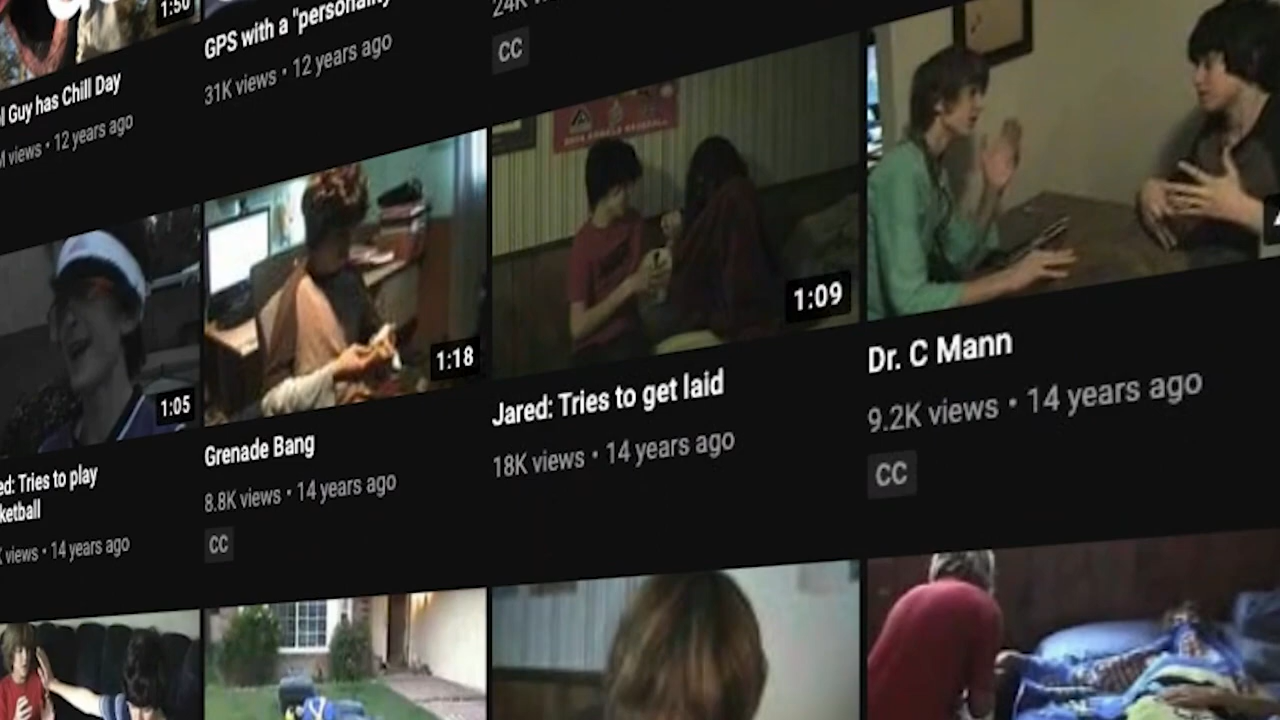 1:50
GPS with a "personality
24K
31K views • 12 years ago
CC
Guy has Chill Day
views • 12 years ago
1:09
1:18
1:05
Dr. C Mann
9.2K views • 14 years ago
CC
Jared: Tries to get laid
18K views • 14 years ago
Grenade Bang
8.8K views • 14 years ago
CC
ed: Tries to play
ketball
views • 14 years ago